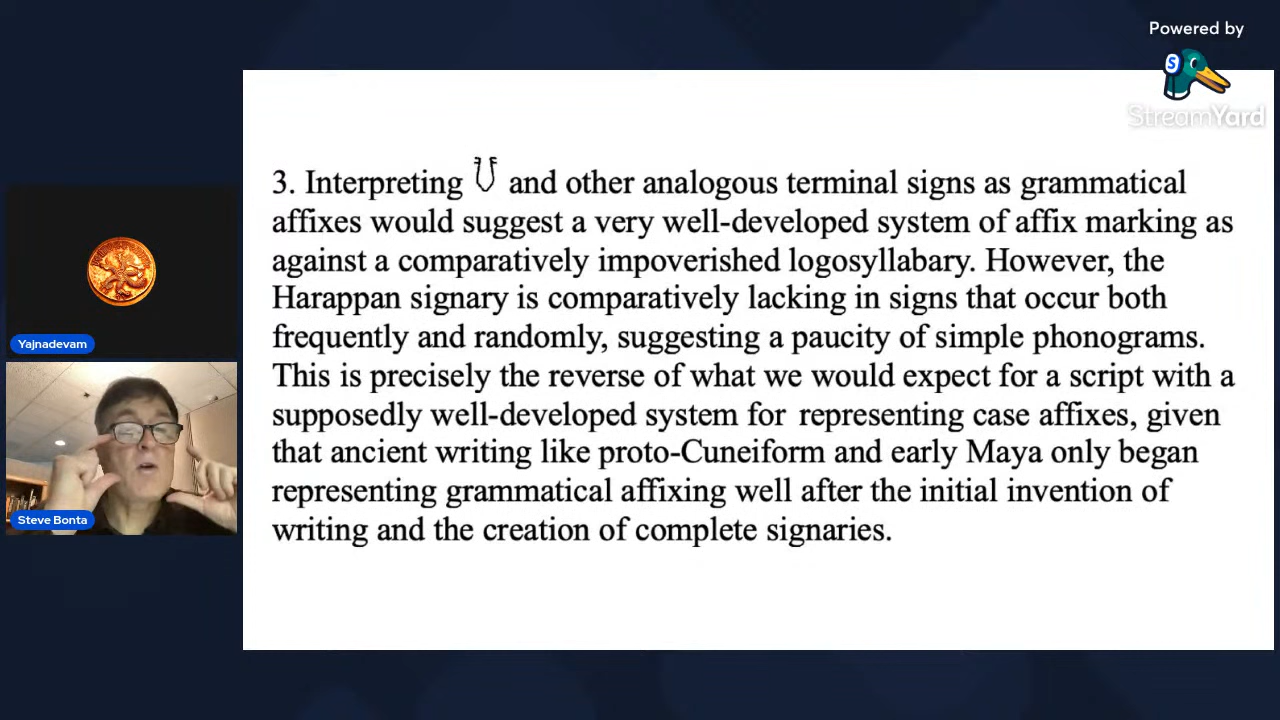 Powered by
StreamYard
3. Interpreting and other analogous terminal signs as grammatical
affixes would suggest a very well-developed system of affix marking as
against a comparatively impoverished logosyllabary. However, the
Harappan signary is comparatively lacking in signs that occur both
frequently and randomly, suggesting a paucity of simple phonograms.
This is precisely the reverse of what we would expect for a script with a
supposedly well-developed system for representing case affixes, given
that ancient writing like proto-Cuneiform and early Maya only began
representing grammatical affixing well after the initial invention of
writing and the creation of complete signaries.
Yajnadevam
Steve Bonta